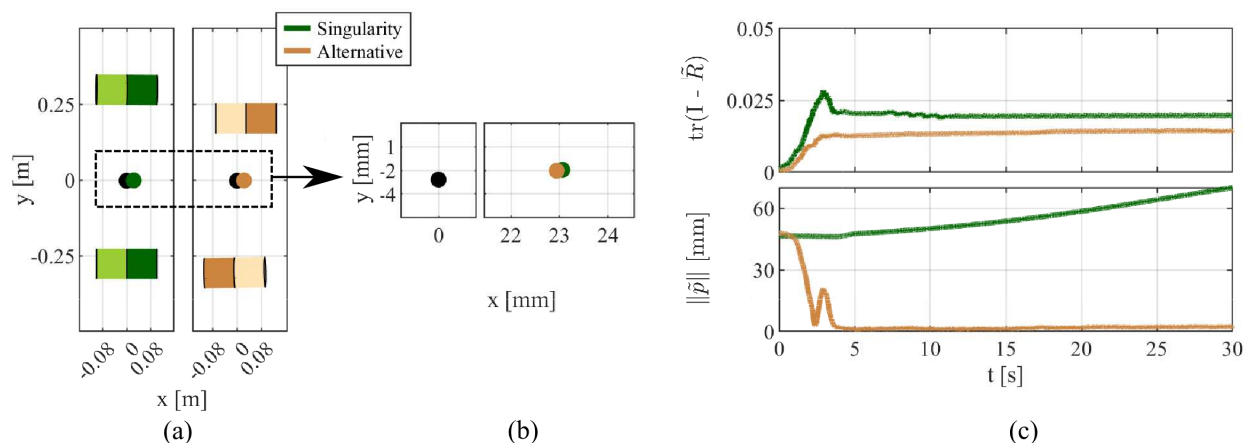 Singularity
Alternative
y [m]
0.25
0
-0.25
-0.08
0
0.08
-0.08
0
0.08
x [m]
(a)
y [mm]
1
-2
-4
0
22
23
24
x [mm]
(b)
tr(I - R̃)
0.05
0.025
0
||p̃|| [mm]
60
30
0
0
5
10
15
20
25
30
t [s]
(c)